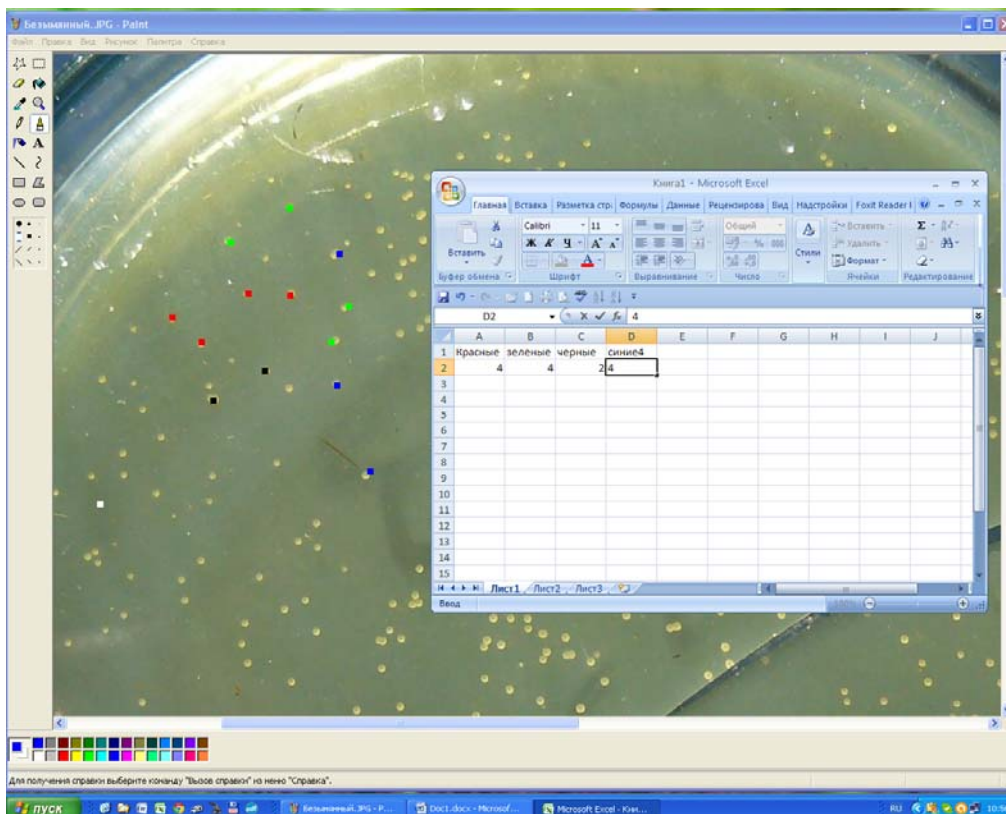 Безымянный.JPG - Paint
Файл Правка Вид Рисунок Палитра Справка
Книга1 - Microsoft Excel
Главная Вставка Разметка стр Формулы Данные Рецензирова Вид Надстройки Foxit Reader
Calibri 11 Общий Вставить
Ж К Ч Удалить
Вставить Стили Формат
Буфер обмена Шрифт Выравнивание Число Ячейки Редактирование
D2 4
A B C D E F G H I J
1 Красные зеленые черные синие4
2 4 4 2 4
3
4
5
6
7
8
9
10
11
12
13
14
15
Лист1 Лист2 Лист3
Ввод 100%
Для получения справки выберите команду "Вызов справки" из меню "Справка".
пуск Безымянный.JPG - P... Doc1.docx - Microsof... Microsoft Excel - Кни... RU